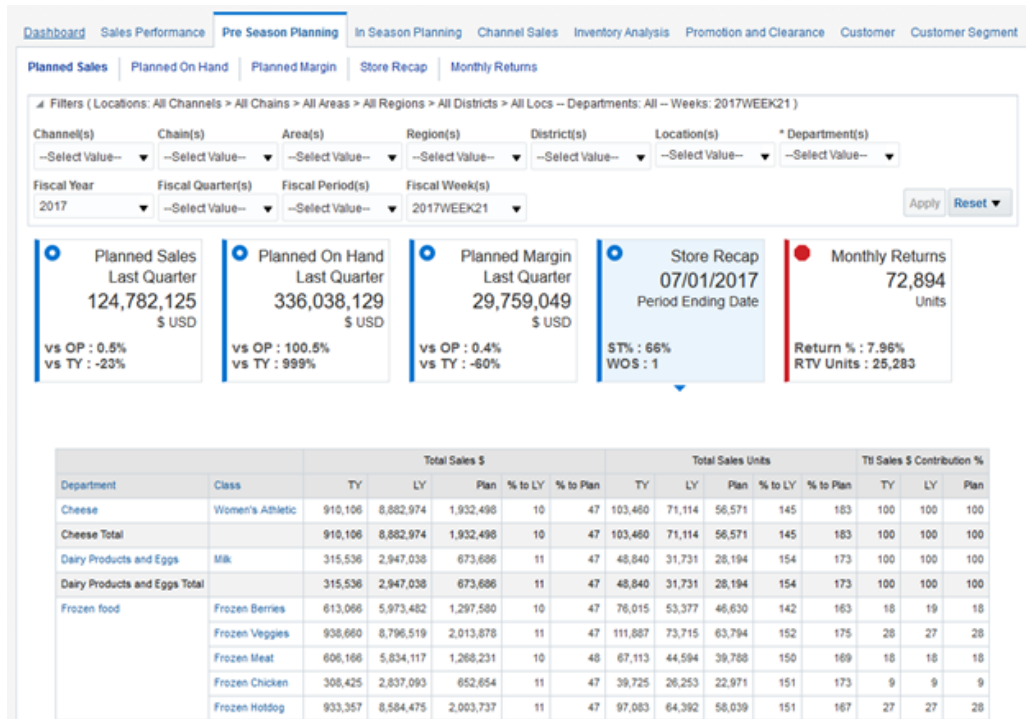 Dashboard Sales Performance Pre Season Planning In Season Planning Channel Sales Inventory Analysis Promotion and Clearance Customer Customer Segment
Planned Sales Planned On Hand Planned Margin Store Recap Monthly Returns
Filters ( Locations: All Channels > All Chains > All Areas > All Regions > All Districts > All Locs -- Departments: All -- Weeks: 2017WEEK21 )
Channel(s) Chain(s) Area(s) Region(s) District(s) Location(s) * Department(s)
--Select Value-- --Select Value-- --Select Value-- --Select Value-- --Select Value-- --Select Value-- --Select Value--
Fiscal Year Fiscal Quarter(s) Fiscal Period(s) Fiscal Week(s)
2017 --Select Value-- --Select Value-- 2017WEEK21 Apply Reset
Planned Sales
Last Quarter
124,782,125
$ USD
vs OP : 0.5%
vs TY : -23%
Planned On Hand
Last Quarter
336,038,129
$ USD
vs OP : 100.5%
vs TY : 999%
Planned Margin
Last Quarter
29,759,049
$ USD
vs OP : 0.4%
vs TY : -60%
Store Recap
07/01/2017
Period Ending Date
ST% : 66%
WOS : 1
Monthly Returns
72,894
Units
Return % : 7.96%
RTV Units : 25,283
Total Sales $ Total Sales Units Ttl Sales $ Contribution %
Department Class TY LY Plan % to LY % to Plan TY LY Plan % to LY % to Plan TY LY Plan
Cheese Women's Athletic 910,106 8,882,974 1,932,498 10 47 103,460 71,114 56,571 145 183 100 100 100
Cheese Total 910,106 8,882,974 1,932,498 10 47 103,460 71,114 56,571 145 183 100 100 100
Dairy Products and Eggs Milk 315,536 2,947,038 673,686 11 47 48,840 31,731 28,194 154 173 100 100 100
Dairy Products and Eggs Total 315,536 2,947,038 673,686 11 47 48,840 31,731 28,194 154 173 100 100 100
Frozen food Frozen Berries 613,066 5,973,482 1,297,580 10 47 76,015 53,377 46,630 142 163 18 19 18
Frozen Veggies 938,660 8,796,519 2,013,878 11 47 111,887 73,715 63,794 152 175 28 27 28
Frozen Meat 606,166 5,834,117 1,268,231 10 48 67,113 44,594 39,788 150 169 18 18 18
Frozen Chicken 308,425 2,837,093 652,654 11 47 39,725 26,253 22,971 151 173 9 9 9
Frozen Hotdog 933,357 8,584,475 2,003,737 11 47 97,083 64,392 58,039 151 167 27 27 28